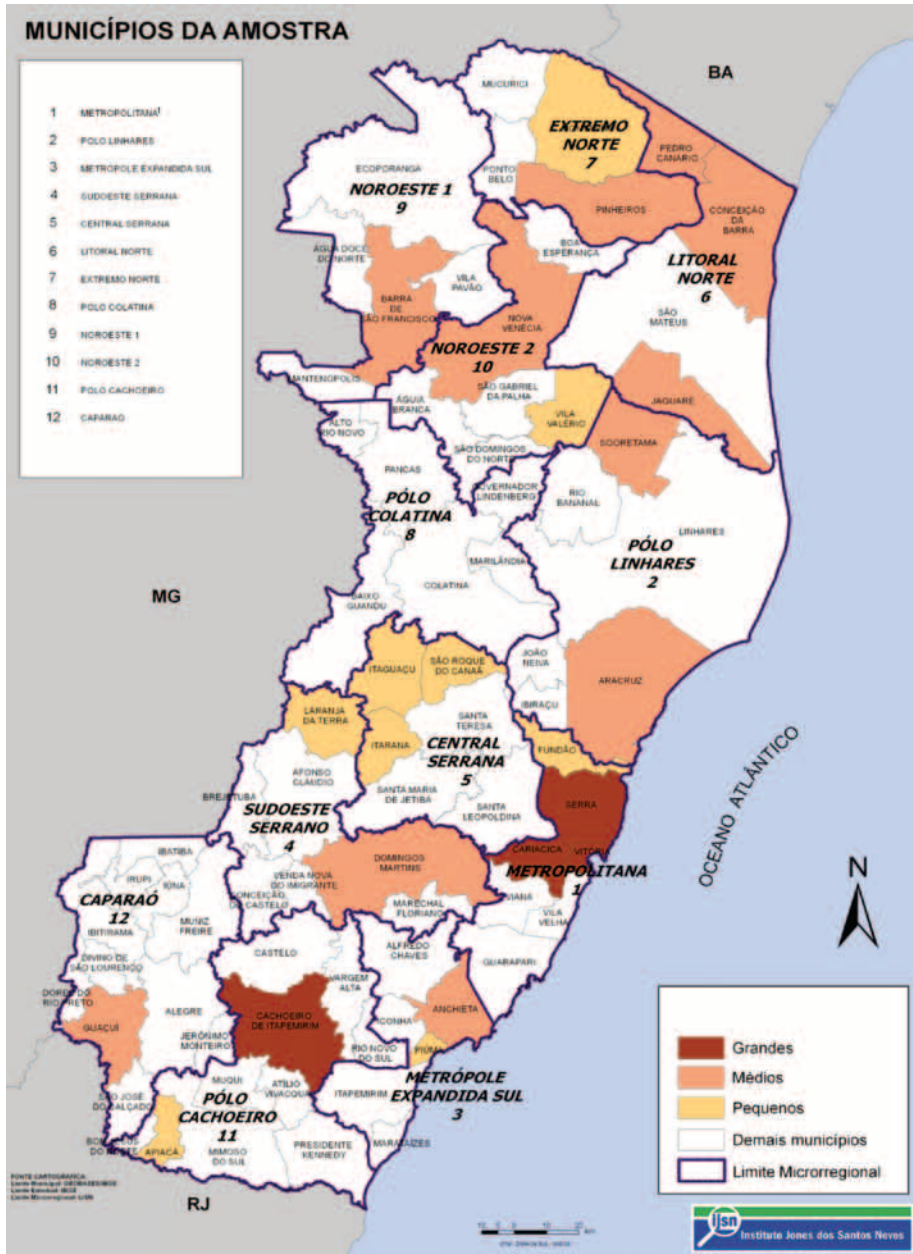 MUNICÍPIOS DA AMOSTRA
1 METROPOLITANA¹
2 POLO LINHARES
3 METROPOLE EXPANDIDA SUL
4 SUDOESTE SERRANA
5 CENTRAL SERRANA
6 LITORAL NORTE
7 EXTREMO NORTE
8 POLO COLATINA
9 NOROESTE 1
10 NOROESTE 2
11 POLO CACHOEIRO
12 CAPARAO
BA
MUCURICI
EXTREMO
NORTE
7
PEDRO
CANÁRIO
ECOPORANGA
NOROESTE 1
9
PONTO
BELO
PINHEIROS
CONCEIÇÃO
DA
BARRA
ÁGUA DOCE
DO NORTE
BOA
ESPERANÇA
LITORAL
NORTE
6
VILA
PAVÃO
BARRA
DE
SÃO FRANCISCO
NOVA
VENÉCIA
SÃO
MATEUS
NOROESTE 2
10
MANTENÓPOLIS
ÁGUIA
BRANCA
SÃO GABRIEL
DA PALHA
VILA
VALÉRIO
JAGUARÉ
ALTO
RIO NOVO
SOORETAMA
SÃO DOMINGOS
DO NORTE
PANCAS
GOVERNADOR
LINDENBERG
RIO
BANANAL
PÓLO
COLATINA
8
LINHARES
PÓLO
LINHARES
2
MARILÂNDIA
COLATINA
MG
BAIXO
GUANDU
JOÃO
NEIVA
ITAGUAÇU
SÃO ROQUE
DO CANAÃ
ARACRUZ
IBIRAÇU
LARANJA
DA TERRA
SANTA
TERESA
ITARANA
CENTRAL
SERRANA
5
FUNDÃO
AFONSO
CLÁUDIO
SANTA MARIA
DE JETIBÁ
BREJETUBA
SUDOESTE
SERRANO
4
SANTA
LEOPOLDINA
SERRA
OCEANO ATLÂNTICO
CARIACICA
VITÓRIA
METROPOLITANA
1
DOMINGOS
MARTINS
IBATIBA
IRUPI
IÚNA
VENDA NOVA
DO IMIGRANTE
CONCEIÇÃO
DO CASTELO
MARECHAL
FLORIANO
VIANA
VILA
VELHA
N
CAPARAÓ
12
IBITIRAMA
MUNIZ
FREIRE
CASTELO
ALFREDO
CHAVES
GUARAPARI
DIVINO DE
SÃO LOURENÇO
VARGEM
ALTA
DORES DO
RIO PRETO
GUAÇUÍ
ALEGRE
CACHOEIRO
DE ITAPEMIRIM
ICONHA
ANCHIETA
JERÔNIMO
MONTEIRO
RIO NOVO
DO SUL
PIÚMA
MUQUI
ATÍLIO
VIVACQUA
ITAPEMIRIM
METRÓPOLE
EXPANDIDA SUL
3
SÃO JOSÉ
DO CALÇADO
PÓLO
CACHOEIRO
11
APIACÁ
MIMOSO
DO SUL
PRESIDENTE
KENNEDY
MARATAÍZES
RJ
Grandes
Médios
Pequenos
Demais municípios
Limite Microrregional
FONTE CARTOGRÁFICA:
ijsn
Instituto Jones dos Santos Neves